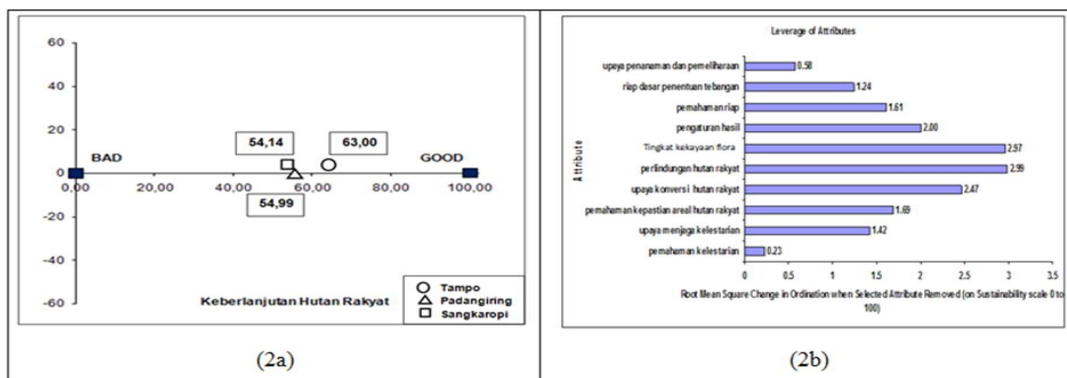 60
40
20
0
-20
-40
-60
BAD
GOOD
54,14
63,00
54,99
0,00
20,00
40,00
60,00
80,00
100,00
Keberlanjutan Hutan Rakyat
Tampo
Padangiring
Sangkaropi
(2a)
Leverage of Attributes
Attribute
upaya penanaman dan pemeliharaan
0.58
riap dasar penentuan tebangan
1.24
pemahaman riap
1.61
pengaturan hasil
2.00
Tingkat kekayaan flora
2.97
perlindungan hutan rakyat
2.99
upaya konversi hutan rakyat
2.47
pemahaman kepastian areal hutan rakyat
1.69
upaya menjaga kelestarian
1.42
pemahaman kelestarian
0.23
0 0.5 1 1.5 2 2.5 3 3.5
Root Mean Square Change in Ordination when Selected Attribute Removed (on Sustainability scale 0 to
100)
(2b)